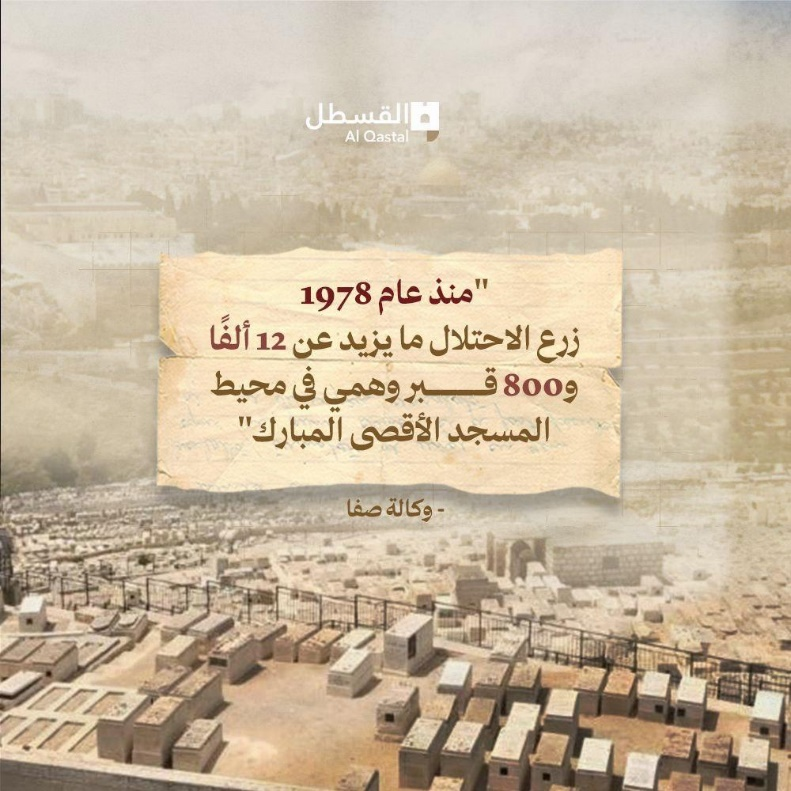 القسطل
Al Qastal
"منذ عام 1978
زرع الاحتلال ما يزيد عن 12 ألفًا
و800 قـــــبر وهمي في محيط
المسجد الأقصى المبارك"
- وكالة صفا